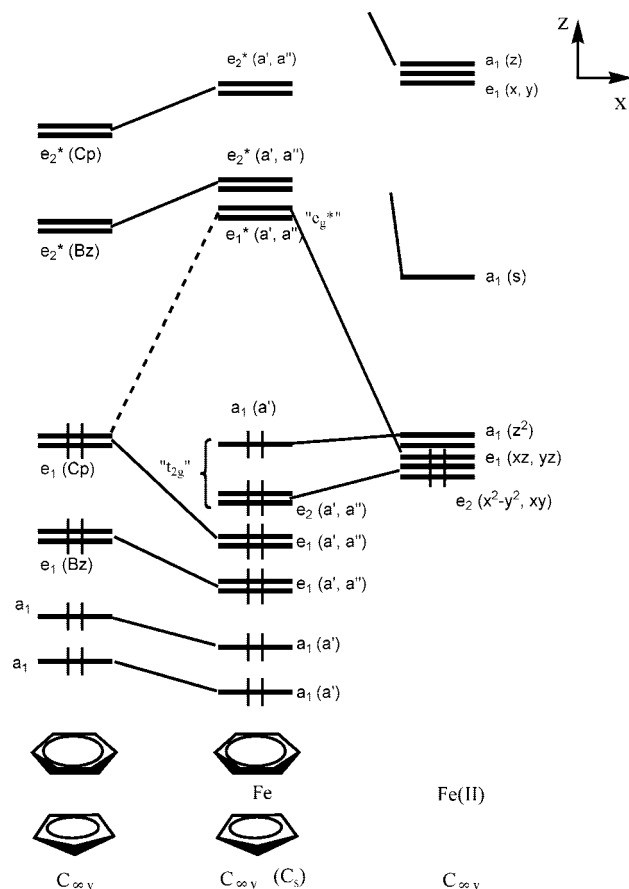 z
x
e₂* (a', a'')
a₁ (z)
e₁ (x, y)
e₂* (Cp)
e₂* (a', a'')
"eg*"
e₂* (Bz)
e₁* (a', a'')
a₁ (s)
a₁ (a')
a₁ (z²)
"t₂g"
e₁ (xz, yz)
e₁ (Cp)
e₂ (x²-y², xy)
e₂ (a', a'')
e₁ (a', a'')
e₁ (Bz)
e₁ (a', a'')
a₁
a₁ (a')
a₁
a₁ (a')
Fe
Fe(II)
C∞v
C∞v (Cs)
C∞v